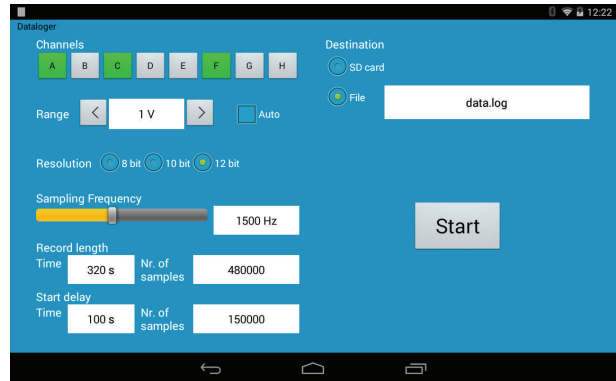 12:22
Dataloger
Channels
A B C D E F G H
Range 1 V Auto
Resolution 8 bit 10 bit 12 bit
Sampling Frequency
1500 Hz
Record length
Time 320 s Nr. of samples 480000
Start delay
Time 100 s Nr. of samples 150000
Destination
SD card
File data.log
Start